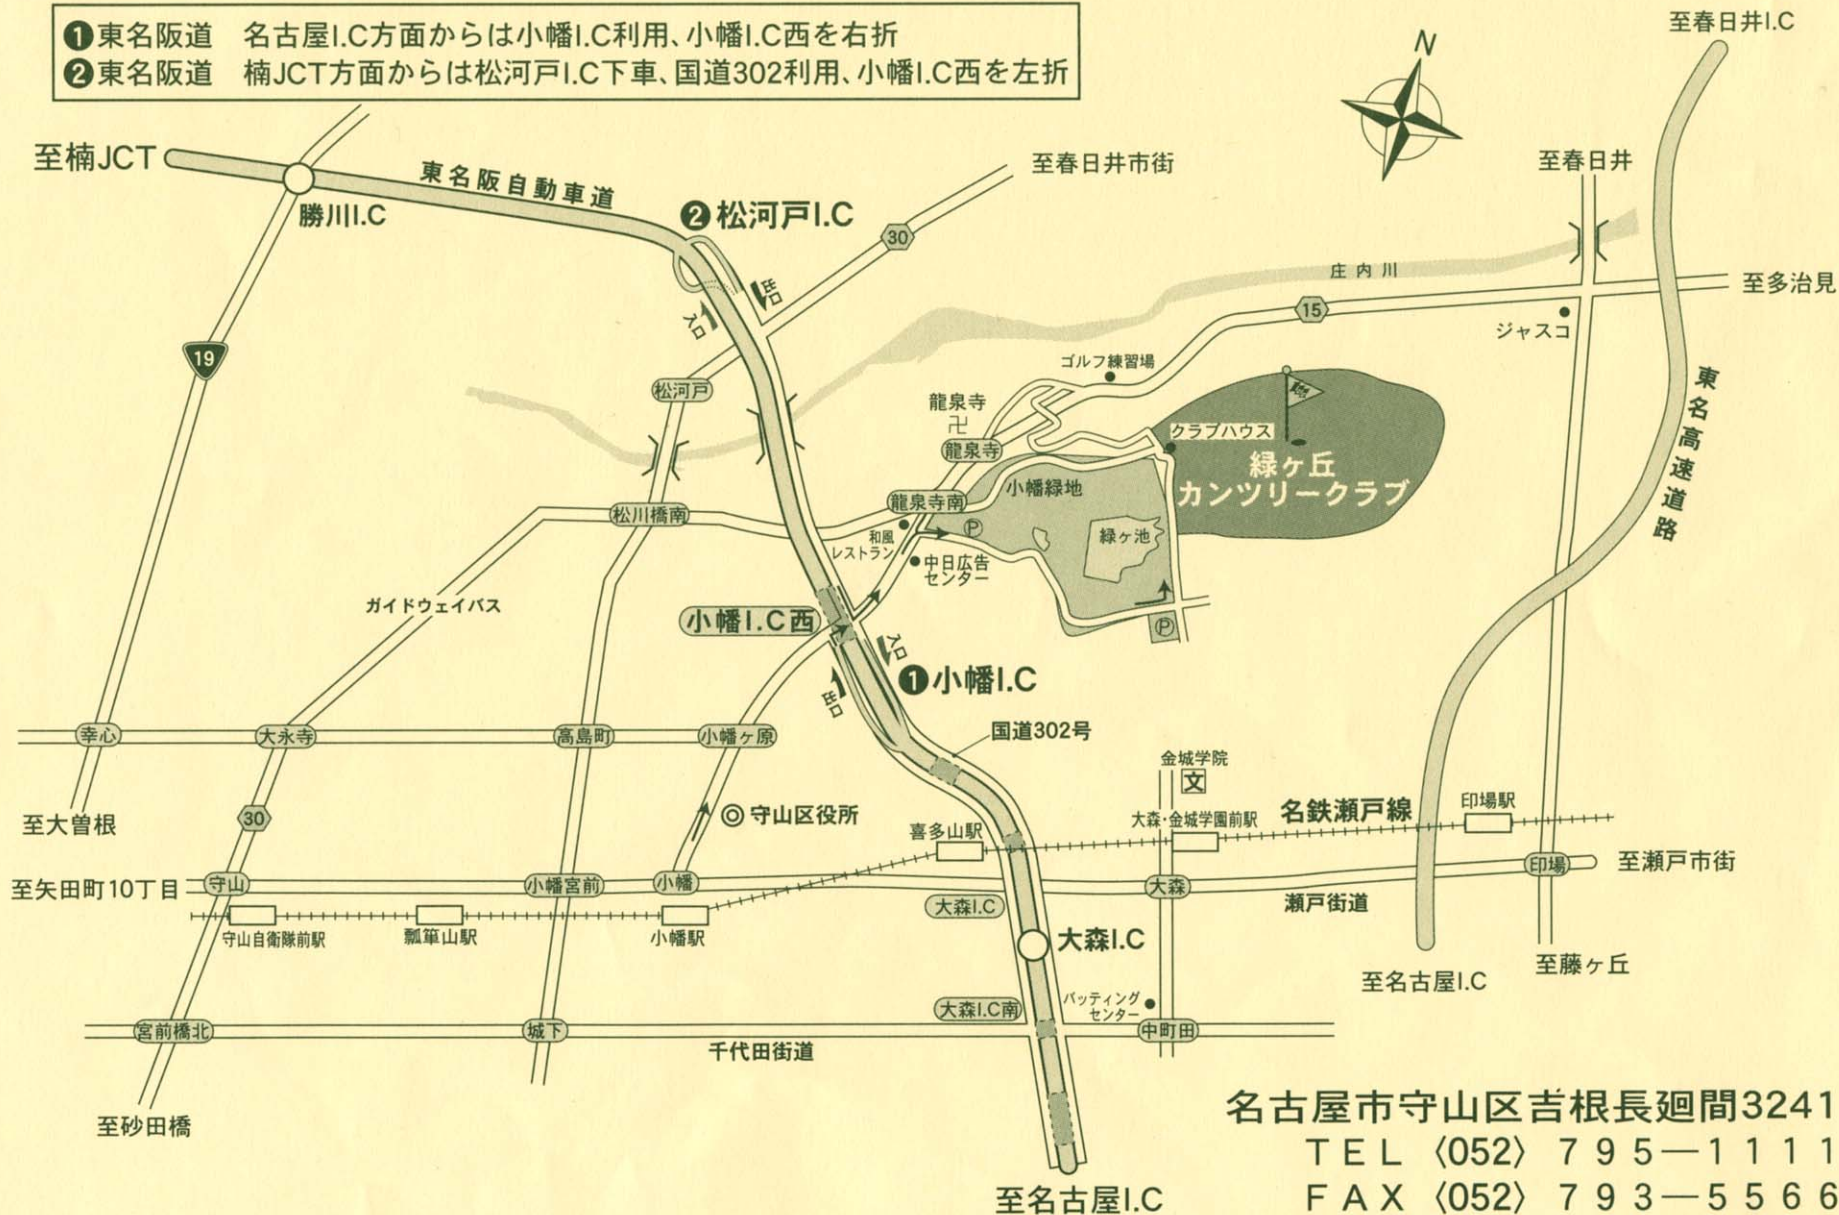 ❶東名阪道　名古屋I.C方面からは小幡I.C利用、小幡I.C西を右折
❷東名阪道　楠JCT方面からは松河戸I.C下車、国道302利用、小幡I.C西を左折
至春日井I.C
N
至楠JCT
東名阪自動車道
勝川I.C
❷松河戸I.C
至春日井市街
至春日井
30
出口
入口
庄内川
至多治見
15
ジャスコ
19
松河戸
ゴルフ練習場
東名高速道路
龍泉寺
卍
龍泉寺
クラブハウス
緑ヶ丘
カンツリークラブ
小幡緑地
龍泉寺南
松川橋南
P
緑ヶ池
和風
レストラン
中日広告
センター
ガイドウェイバス
小幡I.C西
P
入口
❶小幡I.C
出口
国道302号
幸心
大永寺
高島町
小幡ヶ原
金城学院
文
至大曽根
30
守山区役所
喜多山駅
大森・金城学園前駅
名鉄瀬戸線
印場駅
至矢田町10丁目
守山
小幡宮前
小幡
大森
印場
至瀬戸市街
瀬戸街道
大森I.C
守山自衛隊前駅
瓢箪山駅
小幡駅
大森I.C
至名古屋I.C
至藤ヶ丘
大森I.C南
バッティング
センター
宮前橋北
城下
中町田
千代田街道
至砂田橋
至名古屋I.C
名古屋市守山区吉根長廻間3241
TEL〈052〉795―1111
FAX〈052〉793―5566